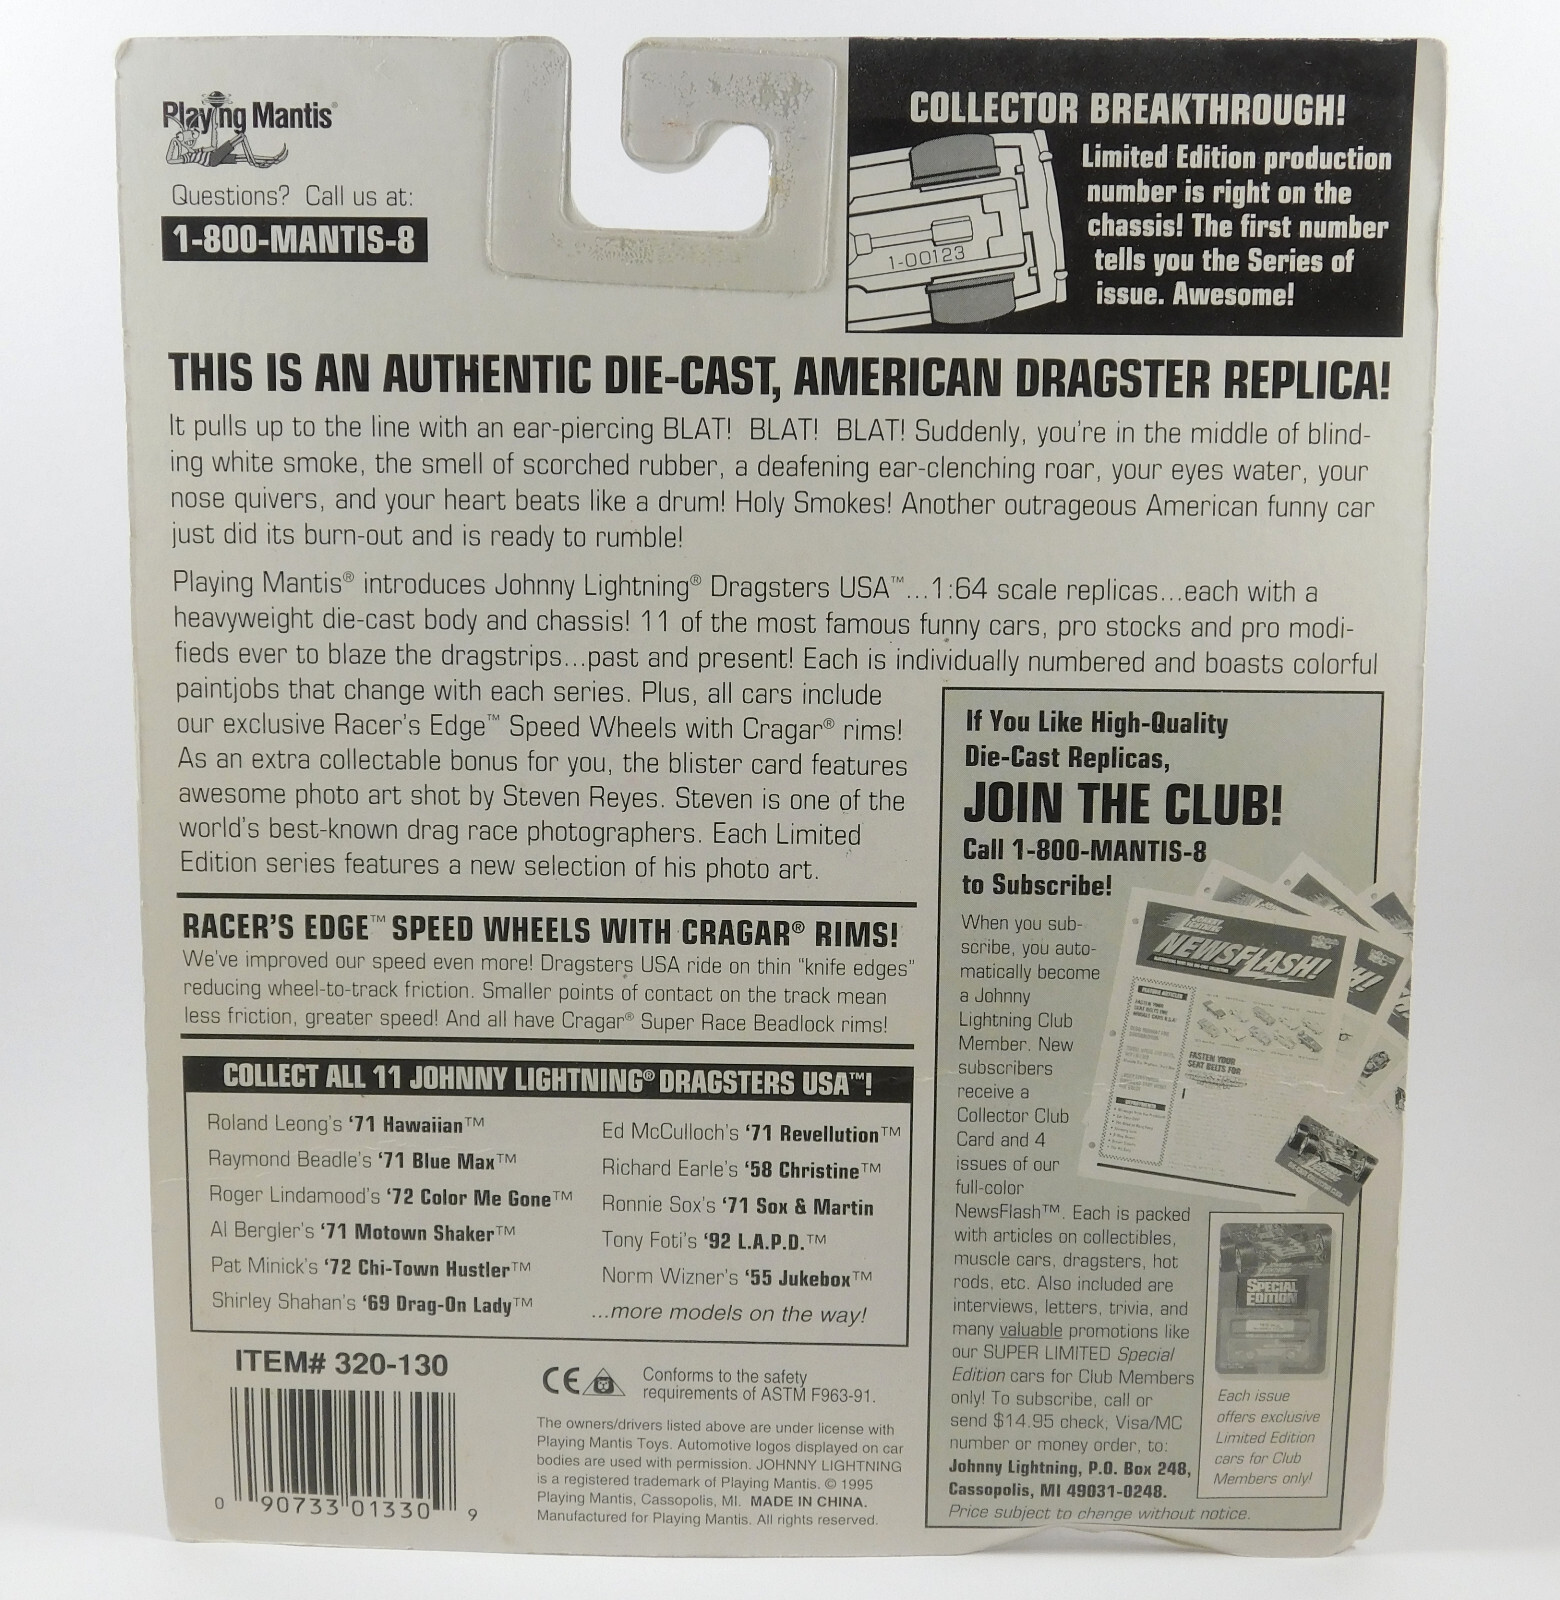 Playing Mantis®
Questions? Call us at:
1-800-MANTIS-8
COLLECTOR BREAKTHROUGH!
Limited Edition production
number is right on the
chassis! The first number
tells you the Series of
issue. Awesome!
1-00123
THIS IS AN AUTHENTIC DIE-CAST, AMERICAN DRAGSTER REPLICA!
It pulls up to the line with an ear-piercing BLAT! BLAT! BLAT! Suddenly, you're in the middle of blind-
ing white smoke, the smell of scorched rubber, a deafening ear-clenching roar, your eyes water, your
nose quivers, and your heart beats like a drum! Holy Smokes! Another outrageous American funny car
just did its burn-out and is ready to rumble!
Playing Mantis® introduces Johnny Lightning® Dragsters USA™...1:64 scale replicas...each with a
heavyweight die-cast body and chassis! 11 of the most famous funny cars, pro stocks and pro modi-
fieds ever to blaze the dragstrips...past and present! Each is individually numbered and boasts colorful
paintjobs that change with each series. Plus, all cars include
our exclusive Racer's Edge™ Speed Wheels with Cragar® rims!
As an extra collectable bonus for you, the blister card features
awesome photo art shot by Steven Reyes. Steven is one of the
world's best-known drag race photographers. Each Limited
Edition series features a new selection of his photo art.
RACER'S EDGE™ SPEED WHEELS WITH CRAGAR® RIMS!
We've improved our speed even more! Dragsters USA ride on thin "knife edges"
reducing wheel-to-track friction. Smaller points of contact on the track mean
less friction, greater speed! And all have Cragar® Super Race Beadlock rims!
COLLECT ALL 11 JOHNNY LIGHTNING® DRAGSTERS USA™!
Roland Leong's '71 Hawaiian™
Raymond Beadle's '71 Blue Max™
Roger Lindamood's '72 Color Me Gone™
Al Bergler's '71 Motown Shaker™
Pat Minick's '72 Chi-Town Hustler™
Shirley Shahan's '69 Drag-On Lady™
Ed McCulloch's '71 Revellution™
Richard Earle's '58 Christine™
Ronnie Sox's '71 Sox & Martin
Tony Foti's '92 L.A.P.D.™
Norm Wizner's '55 Jukebox™
...more models on the way!
ITEM# 320-130
0 90733 01330 9
CE
Conforms to the safety
requirements of ASTM F963-91.
The owners/drivers listed above are under license with
Playing Mantis Toys. Automotive logos displayed on car
bodies are used with permission. JOHNNY LIGHTNING
is a registered trademark of Playing Mantis. © 1995
Playing Mantis, Cassopolis, MI. MADE IN CHINA.
Manufactured for Playing Mantis. All rights reserved.
If You Like High-Quality
Die-Cast Replicas,
JOIN THE CLUB!
Call 1-800-MANTIS-8
to Subscribe!
When you sub-
scribe, you auto-
matically become
a Johnny
Lightning Club
Member. New
subscribers
receive a
Collector Club
Card and 4
issues of our
full-color
NewsFlash™. Each is packed
with articles on collectibles,
muscle cars, dragsters, hot
rods, etc. Also included are
interviews, letters, trivia, and
many valuable promotions like
our SUPER LIMITED Special
Edition cars for Club Members
only! To subscribe, call or
send $14.95 check, Visa/MC
number or money order, to:
Johnny Lightning, P.O. Box 248,
Cassopolis, MI 49031-0248.
Price subject to change without notice.
NEWSFLASH!
H!
FASTEN YOUR
SEAT BELTS FOR
SPECIAL
EDITION
Each issue
offers exclusive
Limited Edition
cars for Club
Members only!